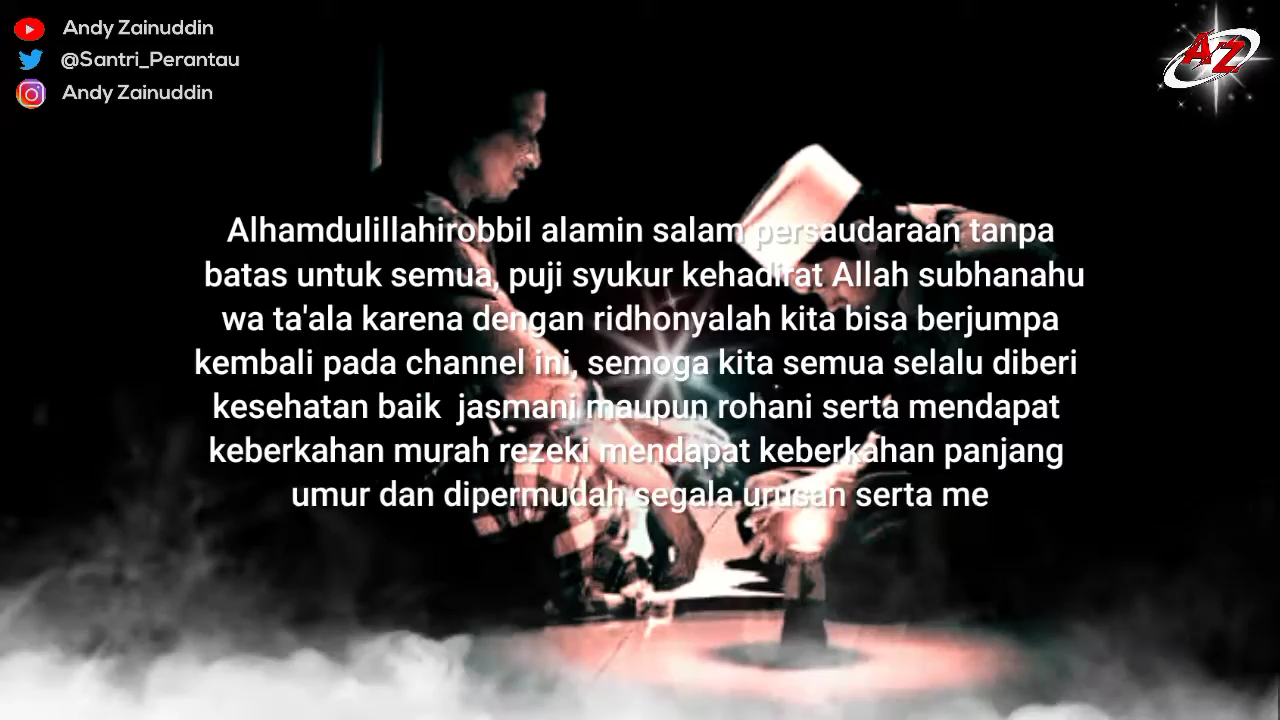 Andy Zainuddin
@Santri_Perantau
Andy Zainuddin
AZ
Alhamdulillahirobbil alamin salam persaudaraan tanpa
batas untuk semua, puji syukur kehadirat Allah subhanahu
wa ta'ala karena dengan ridhonyalah kita bisa berjumpa
kembali pada channel ini, semoga kita semua selalu diberi
kesehatan baik  jasmani maupun rohani serta mendapat
keberkahan murah rezeki mendapat keberkahan panjang
umur dan dipermudah segala urusan serta me